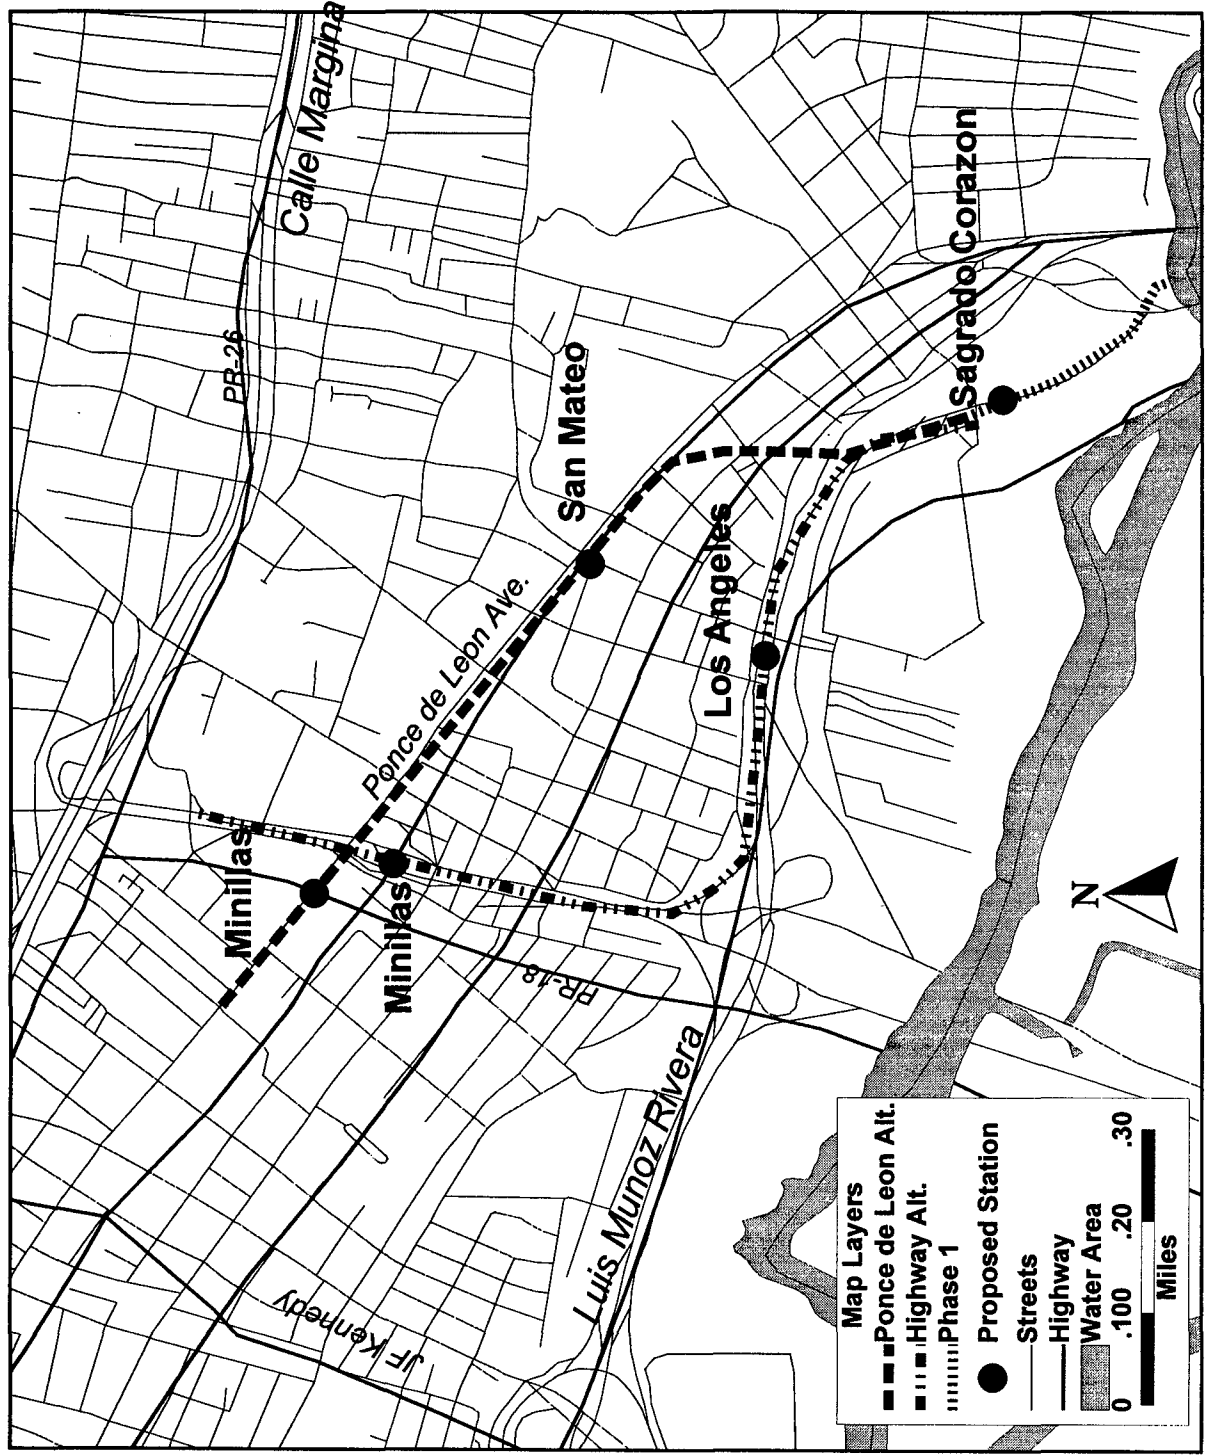 Calle Margina
PR-26
San Mateo
Sagrado Corazon
Ponce de Leon Ave.
Los Angeles
Minillas
Minillas
PR-18
Luis Munoz Rivera
JF Kennedy
N
Map Layers
Ponce de Leon Alt.
Highway Alt.
Phase 1
Proposed Station
Streets
Highway
Water Area
0 .100 .20 .30
Miles